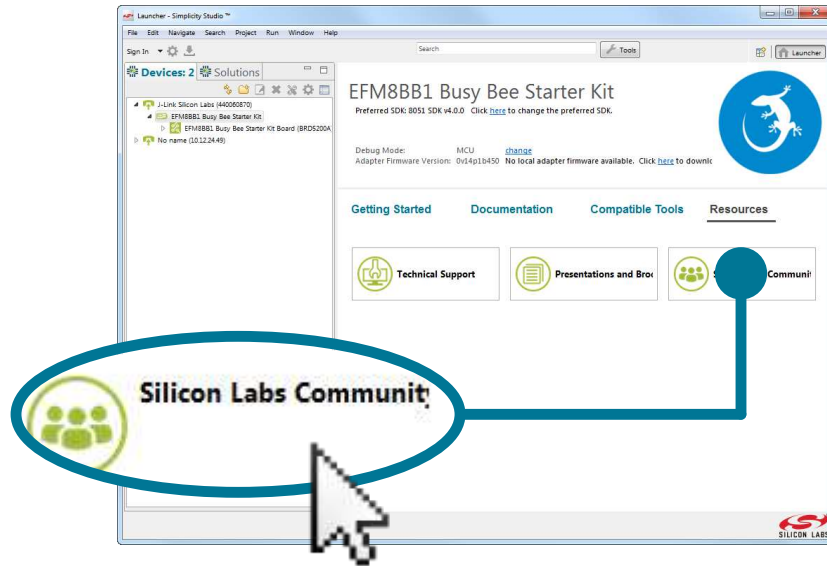 Launcher - Simplicity Studio ™
File Edit Navigate Search Project Run Window Help
Sign In Search Tools Launcher
Devices: 2 Solutions
J-Link Silicon Labs (440060870)
EFM8BB1 Busy Bee Starter Kit
EFM8BB1 Busy Bee Starter Kit Board (BRD5200A
No name (10.12.24.49)
EFM8BB1 Busy Bee Starter Kit
Preferred SDK: 8051 SDK v4.0.0 Click here to change the preferred SDK.
Debug Mode: MCU change
Adapter Firmware Version: 0v14p1b450 No local adapter firmware available. Click here to downlc
Getting Started Documentation Compatible Tools Resources
Technical Support Presentations and Broc Communit
Silicon Labs Community
SILICON LABS